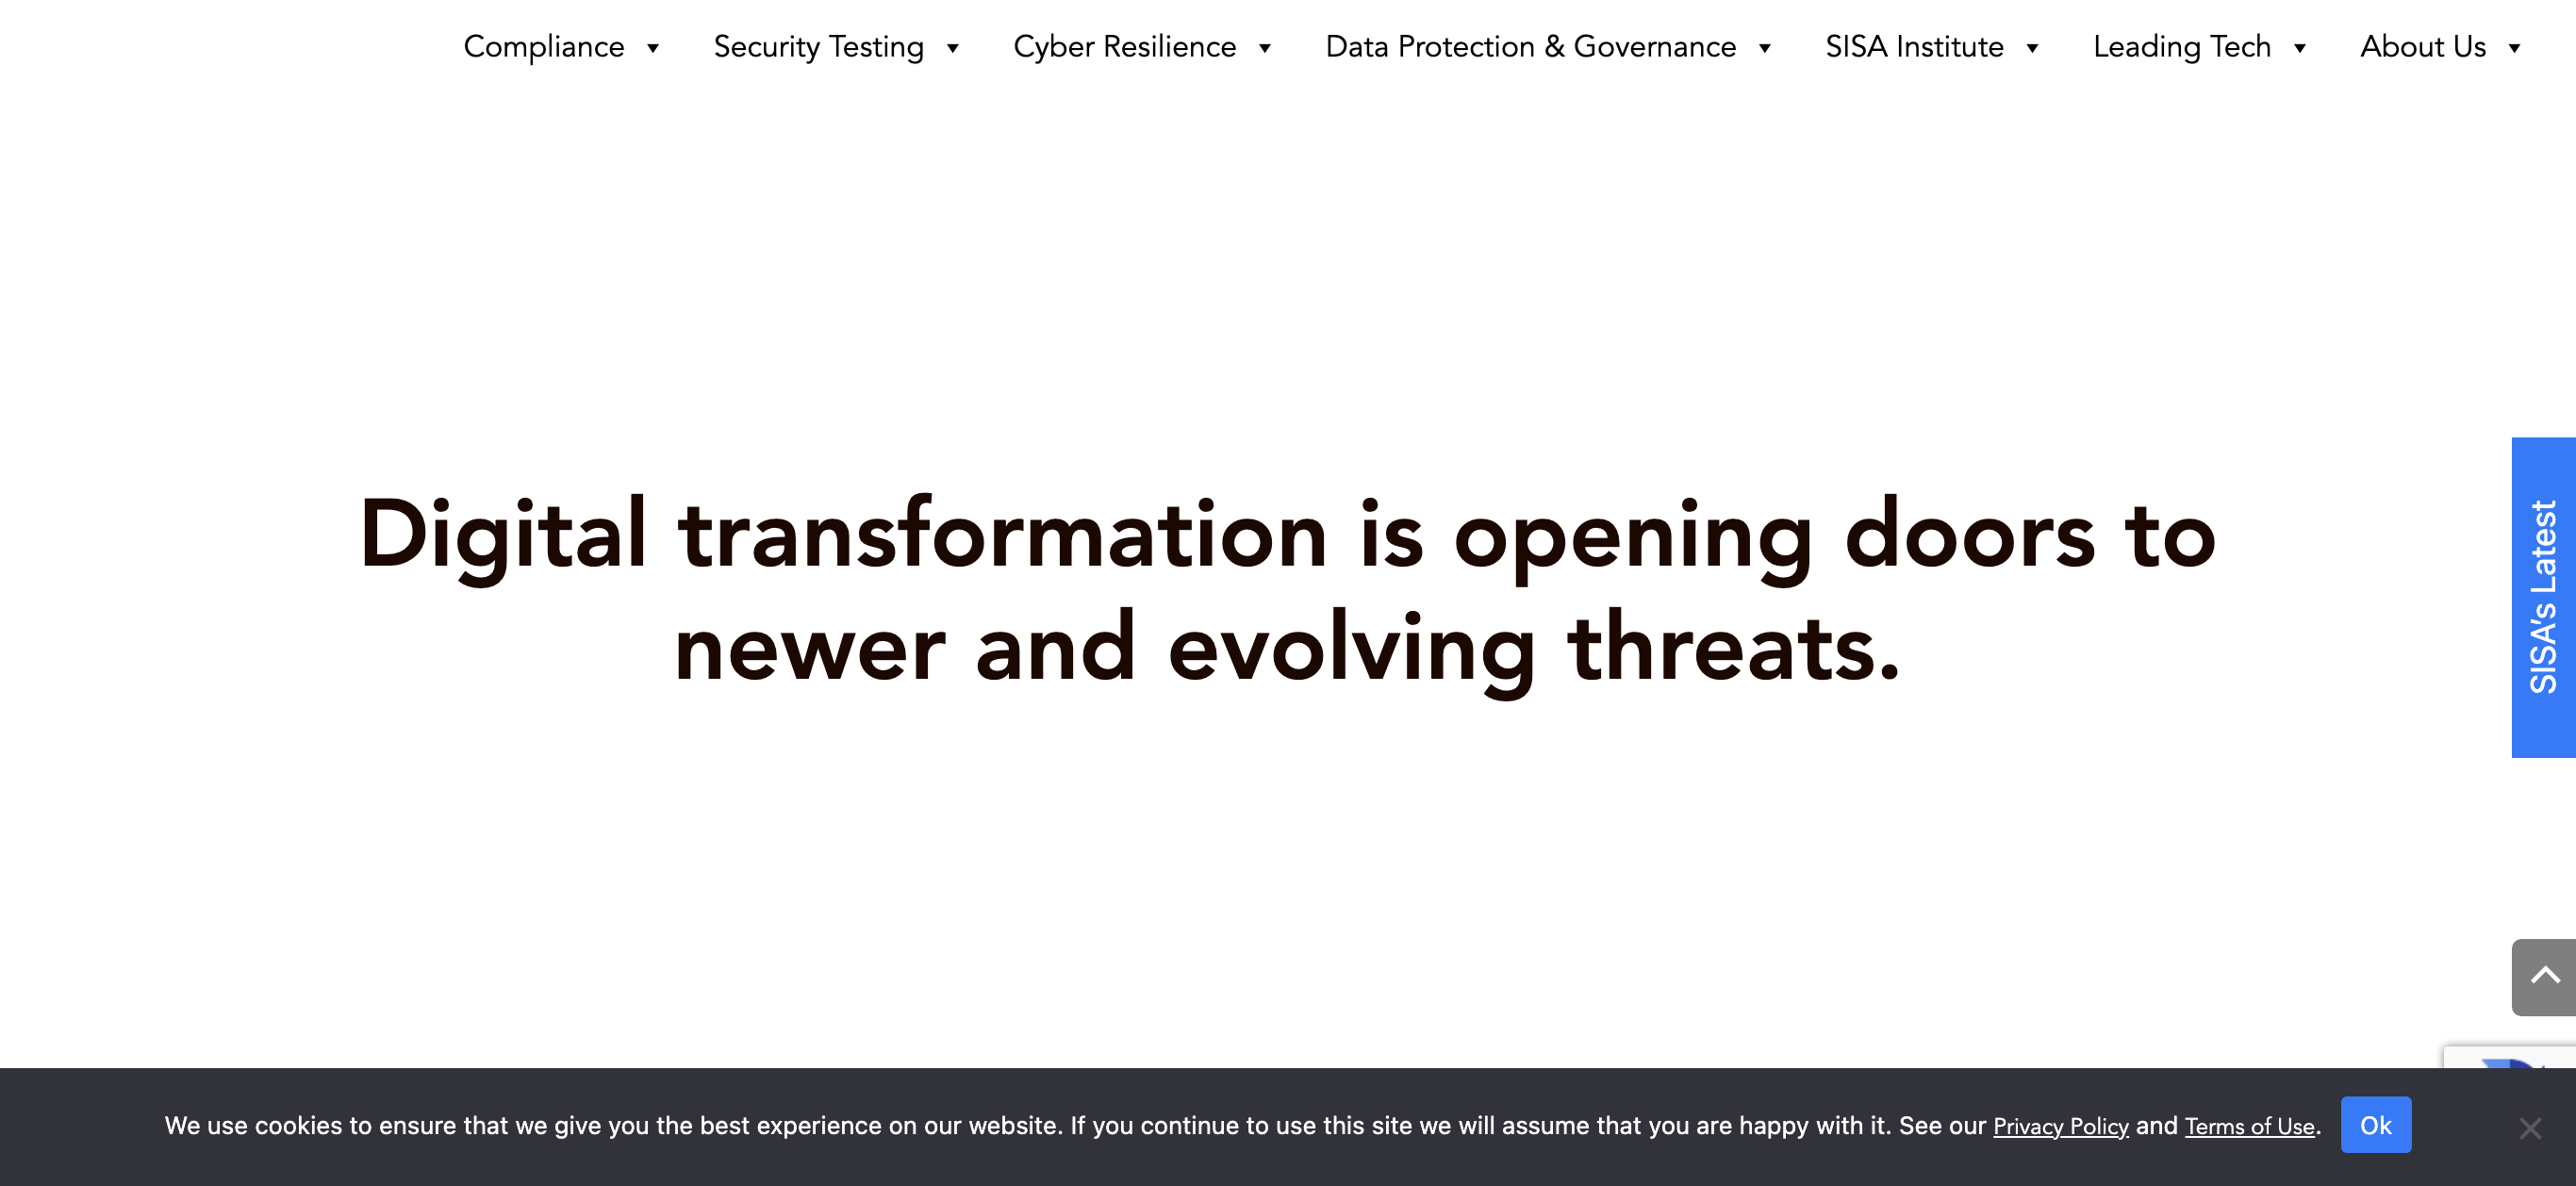 Compliance
Security Testing
Cyber Resilience
Data Protection & Governance
SISA Institute
Leading Tech
About Us
Digital transformation is opening doors to
newer and evolving threats.
SISA's Latest
We use cookies to ensure that we give you the best experience on our website. If you continue to use this site we will assume that you are happy with it. See our Privacy Policy and Terms of Use.
Ok